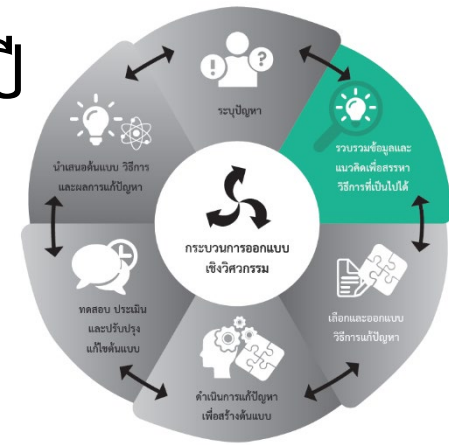 ปี
ระบุปัญหา
รวบรวมข้อมูลและ
แนวคิดเพื่อสรรหา
วิธีการที่เป็นไปได้
เลือกและออกแบบ
วิธีการแก้ปัญหา
ดำเนินการแก้ปัญหา
เพื่อสร้างต้นแบบ
ทดสอบ ประเมิน
และปรับปรุง
แก้ไขต้นแบบ
นำเสนอต้นแบบ วิธีการ
และผลการแก้ปัญหา
กระบวนการออกแบบ
เชิงวิศวกรรม